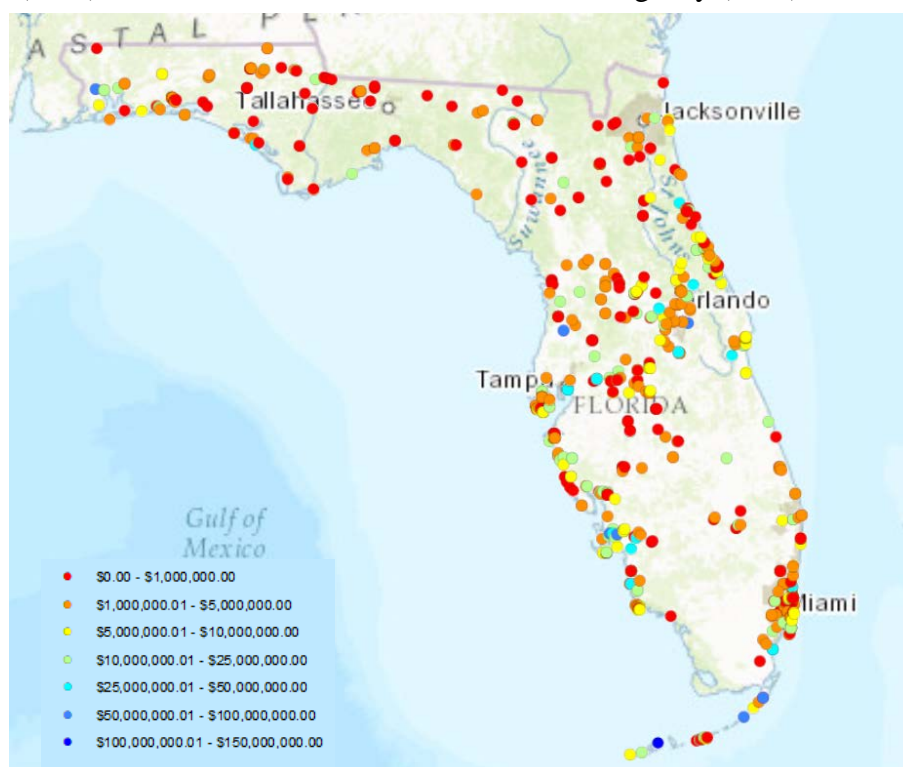 A S T A L P
Tallahassee
Jacksonville
Suwannee
St Johns
Orlando
Tampa
FLORIDA
Gulf of
Mexico
Miami
$0.00 - $1,000,000.00
$1,000,000.01 - $5,000,000.00
$5,000,000.01 - $10,000,000.00
$10,000,000.01 - $25,000,000.00
$25,000,000.01 - $50,000,000.00
$50,000,000.01 - $100,000,000.00
$100,000,000.01 - $150,000,000.00